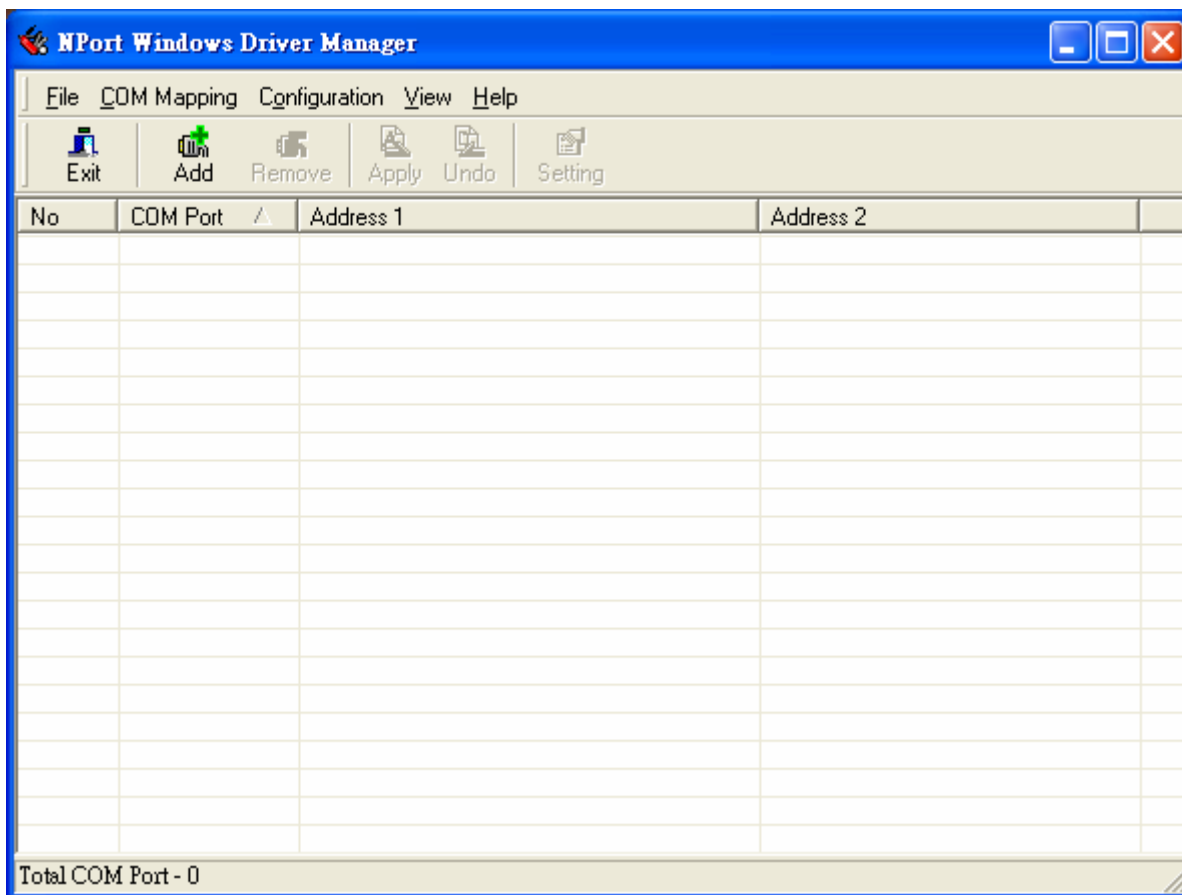 NPort Windows Driver Manager
File COM Mapping Configuration View Help
Exit Add Remove Apply Undo Setting
No COM Port Address 1 Address 2
Total COM Port - 0